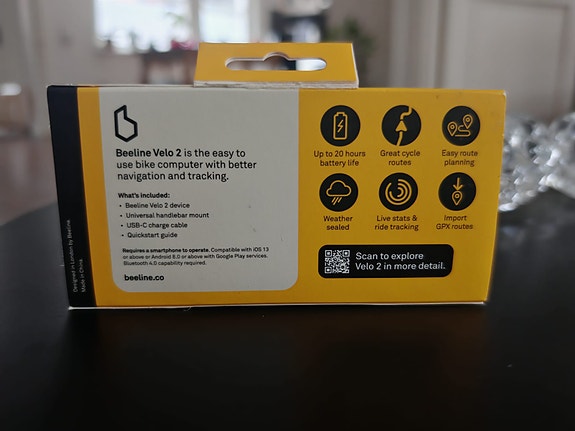 Beeline Velo 2 is the easy to
use bike computer with better
navigation and tracking.
What's included:
• Beeline Velo 2 device
• Universal handlebar mount
• USB-C charge cable
• Quickstart guide
Requires a smartphone to operate. Compatible with iOS 13
or above or Android 8.0 or above with Google Play services.
Bluetooth 4.0 capability required.
beeline.co
Designed in London by Beeline.
Made in China.
Up to 20 hours
battery life
Great cycle
routes
Easy route
planning
Weather
sealed
Live stats &
ride tracking
Import
GPX routes
Scan to explore
Velo 2 in more detail.